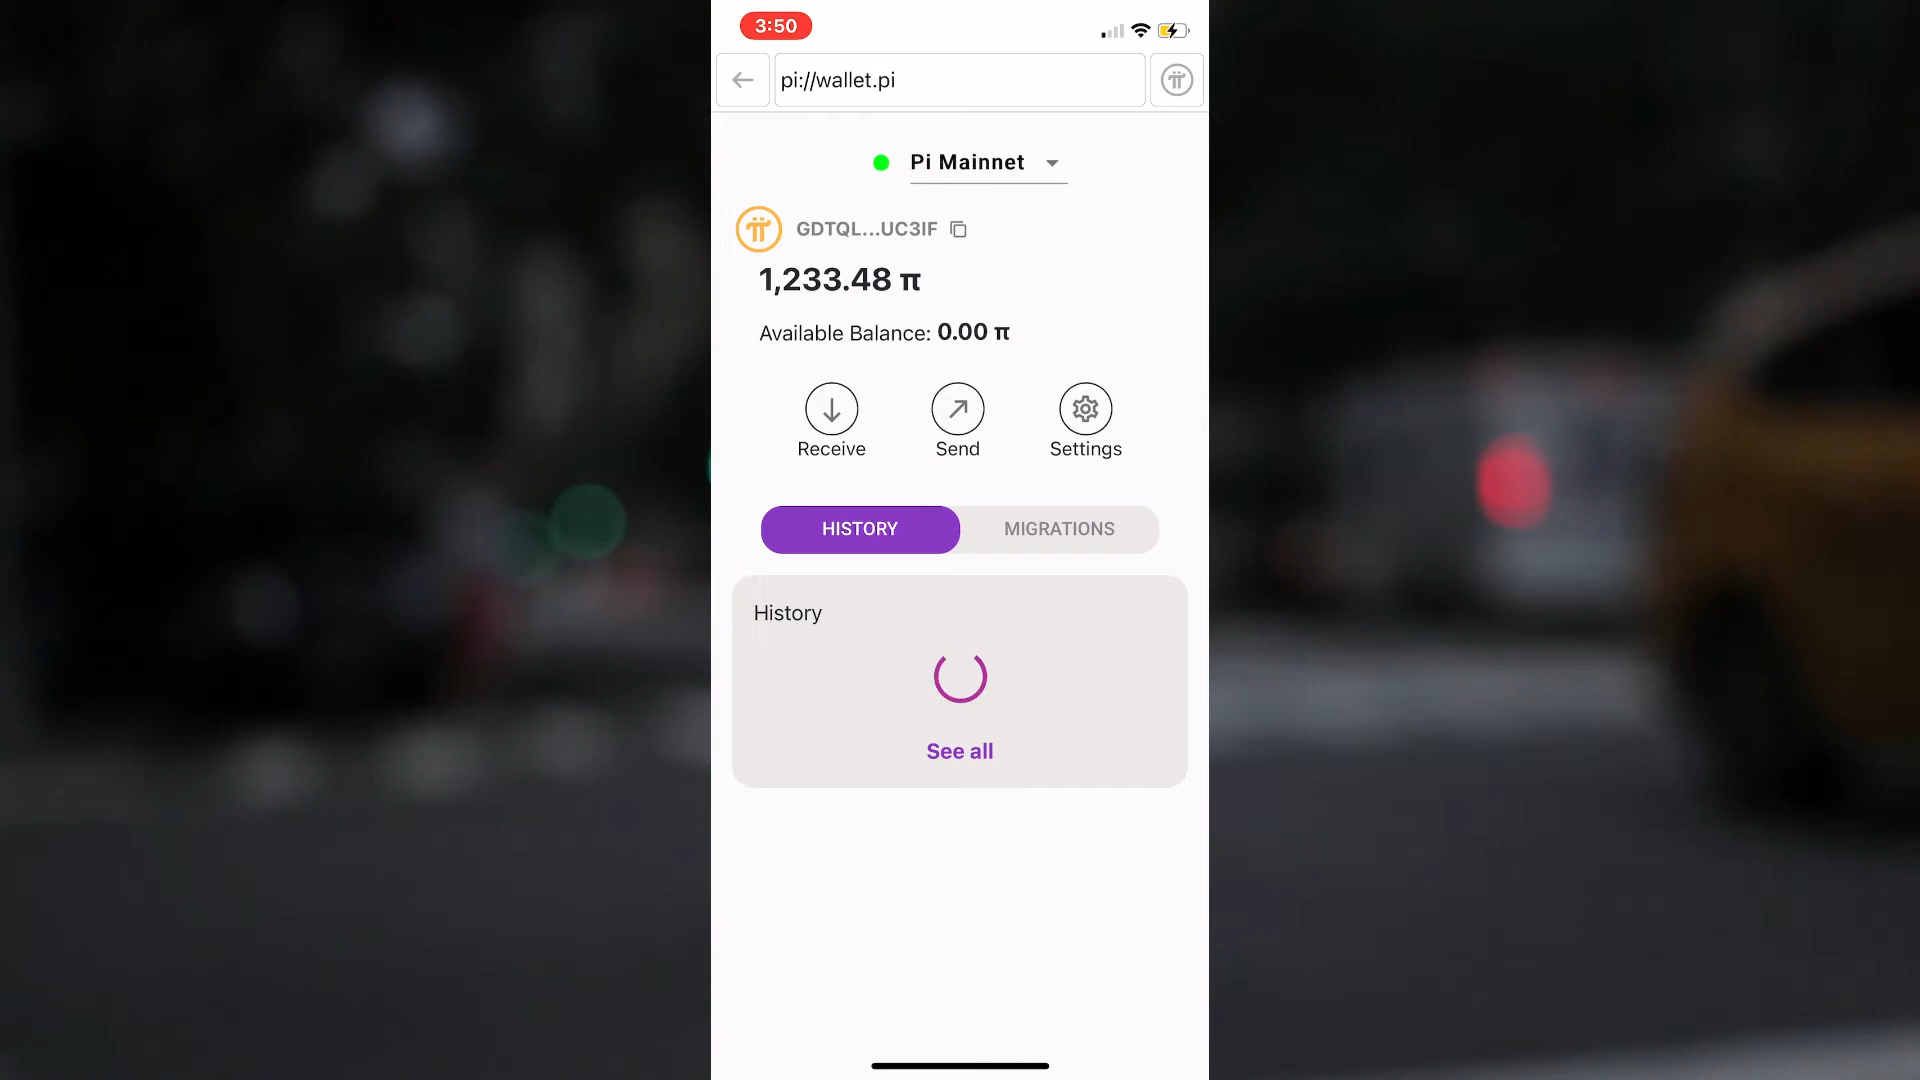 3:50
pi://wallet.pi
Pi Mainnet
GDTQL...UC3IF
1,233.48 π
Available Balance: 0.00 π
Receive Send Settings
HISTORY MIGRATIONS
History
See all